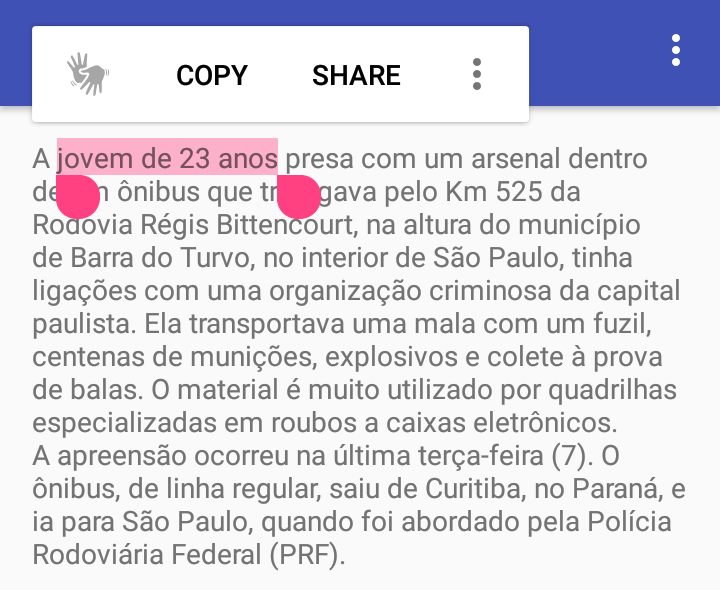 COPY SHARE
A jovem de 23 anos presa com um arsenal dentro
ônibus que pelo Km 525 da
Rodovia Régis Bittencourt, na altura do município
de Barra do Turvo, no interior de São Paulo, tinha
ligações com uma organização criminosa da capital
paulista. Ela transportava uma mala com um fuzil,
centenas de munições, explosivos e colete à prova
de balas. O material é muito utilizado por quadrilhas
especializadas em roubos a caixas eletrônicos.
A apreensão ocorreu na última terça-feira (7). O
ônibus, de linha regular, saiu de Curitiba, no Paraná, e
ia para São Paulo, quando foi abordado pela Polícia
Rodoviária Federal (PRF).